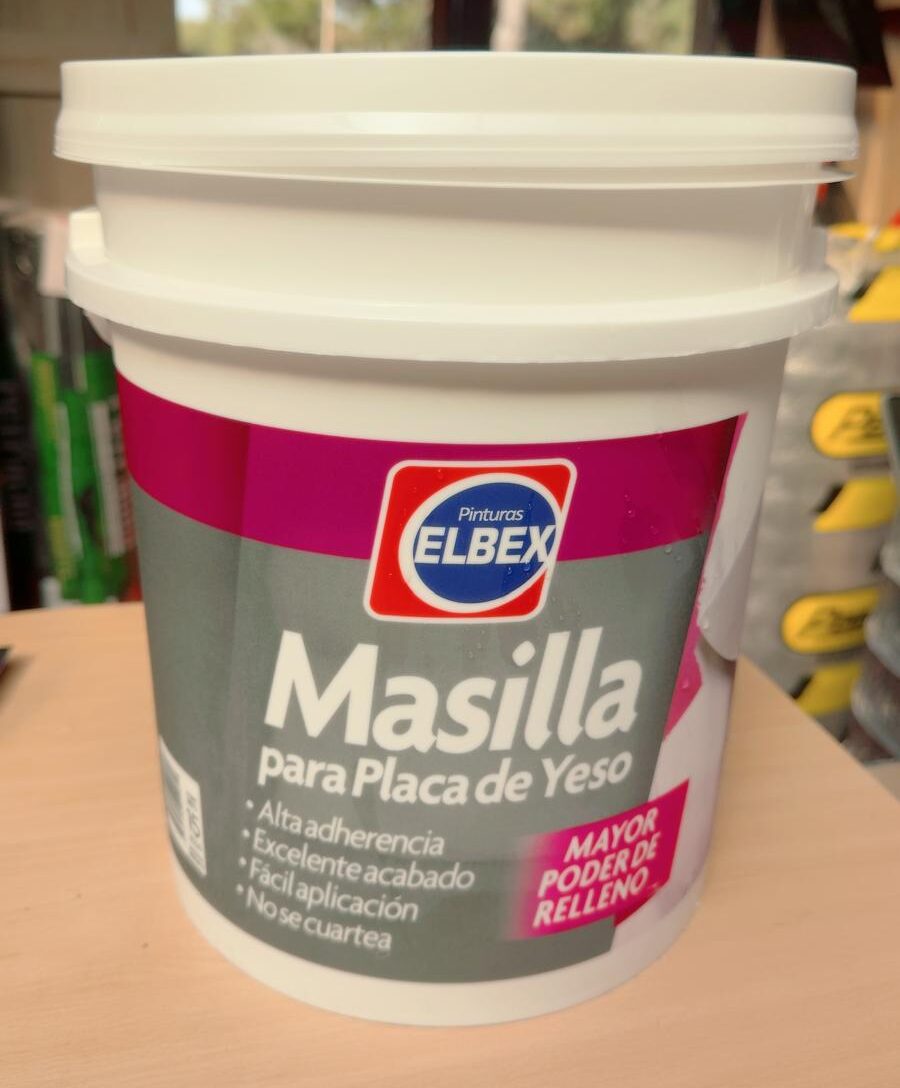 Pinturas
ELBEX
Masilla
para Placa de Yeso
• Alta adherencia
• Excelente acabado
• Fácil aplicación
• No se cuartea
MAYOR
PODER DE
RELLENO